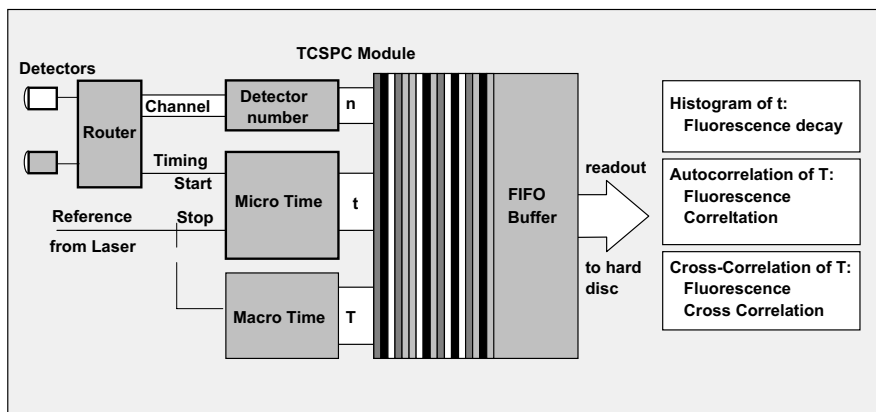 TCSPC Module
Detectors
Router
Channel
Timing
Start
Stop
Reference
from Laser
Detector
number
n
Micro Time
t
Macro Time
T
FIFO
Buffer
readout
to hard
disc
Histogram of t:
Fluorescence decay
Autocorrelation of T:
Fluorescence
Correltation
Cross-Correlation of T:
Fluorescence
Cross Correlation